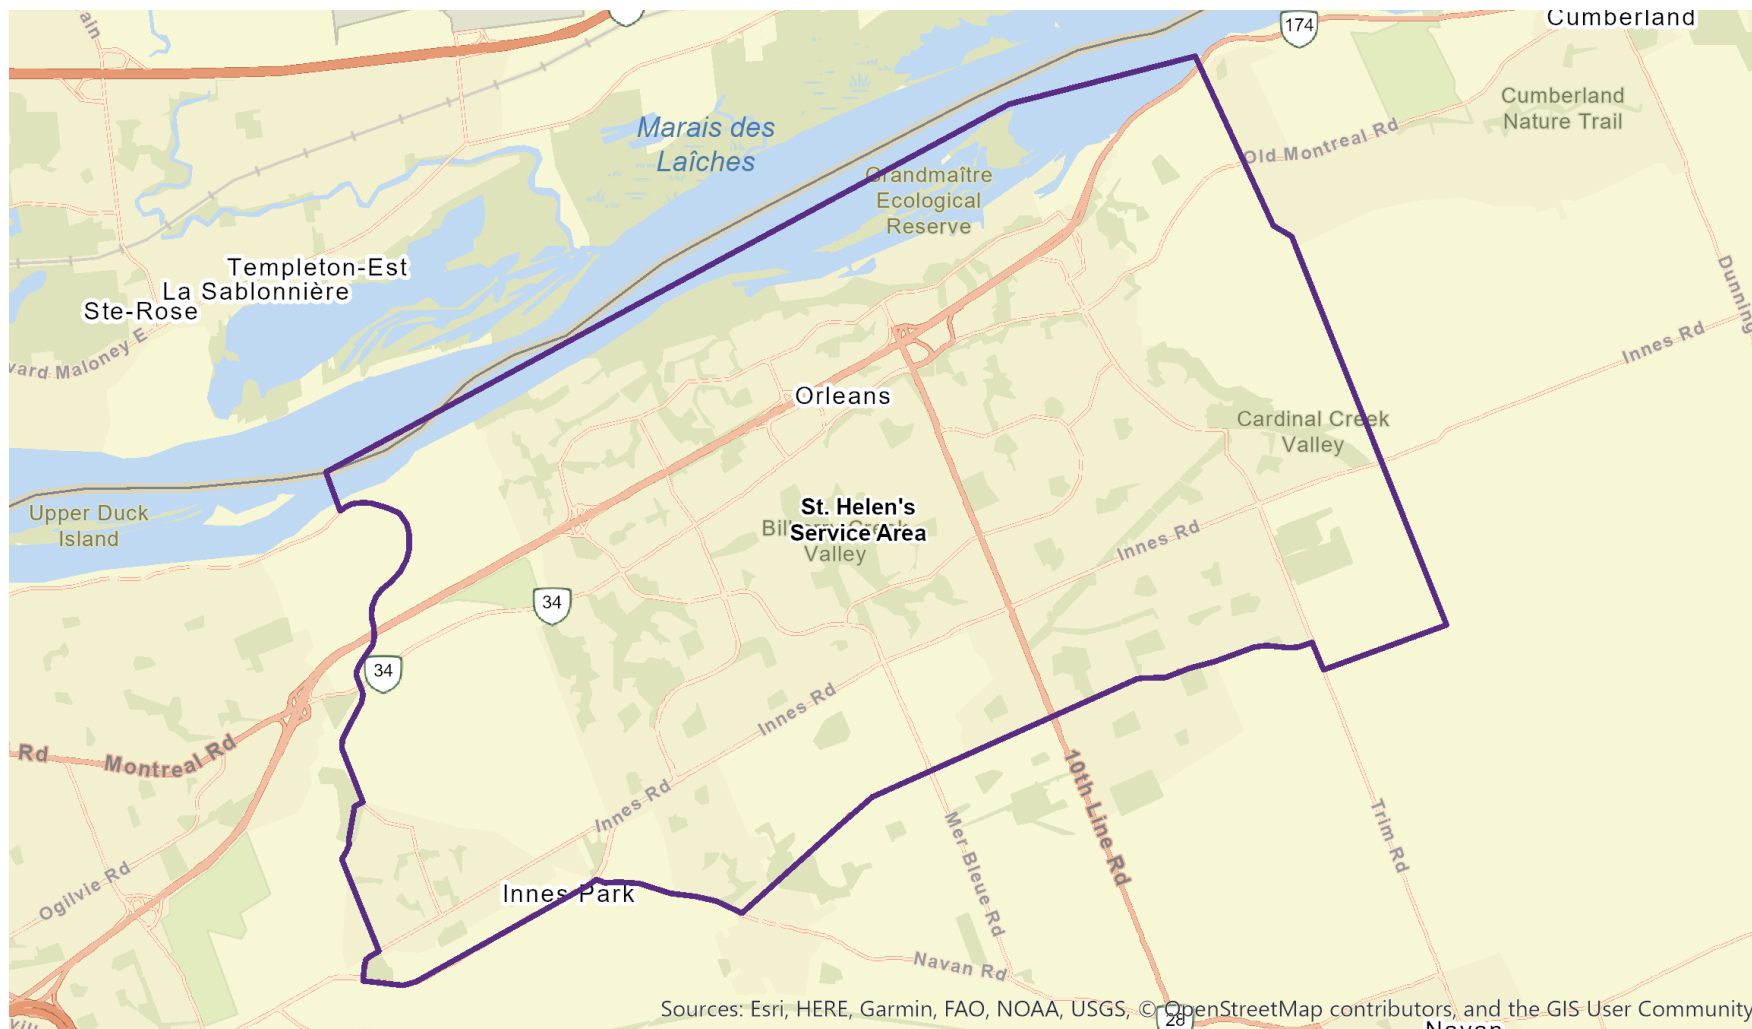 Cumberland
174
Cumberland
Nature Trail
Marais des
Laîches
Old Montreal Rd
Grandmaître
Ecological
Reserve
Templeton-Est
La Sablonnière
Ste-Rose
Dunning
Innes Rd
vard Maloney E
Orleans
Cardinal Creek
Valley
Upper Duck
Island
St. Helen's
Service Area
Bilberry Creek
Valley
Innes Rd
34
34
Innes Rd
Montreal Rd
Rd
10th Line Rd
Innes Rd
Mer Bleue Rd
Trim Rd
Ogilvie Rd
Innes Park
Navan Rd
28
Sources: Esri, HERE, Garmin, FAO, NOAA, USGS, © OpenStreetMap contributors, and the GIS User Community
Navan